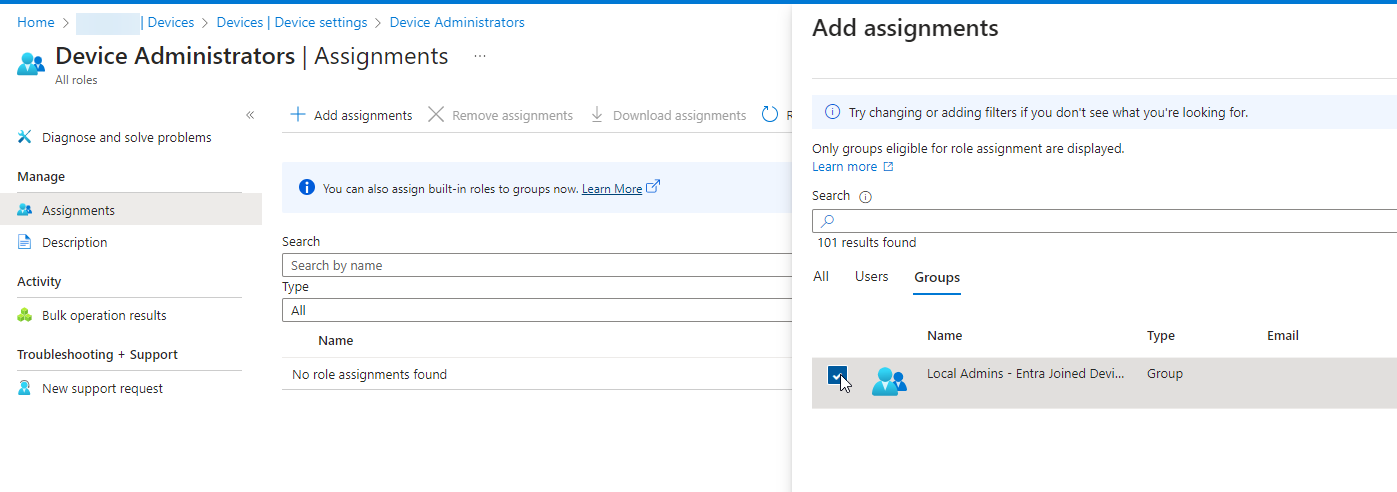 Home > | Devices > Devices | Device settings > Device Administrators
Device Administrators | Assignments ...
All roles
«
Diagnose and solve problems
Manage
Assignments
Description
Activity
Bulk operation results
Troubleshooting + Support
New support request
Add assignments Remove assignments Download assignments
You can also assign built-in roles to groups now. Learn More
Search
Search by name
Type
All
Name
No role assignments found
Add assignments
Try changing or adding filters if you don't see what you're looking for.
Only groups eligible for role assignment are displayed.
Learn more
Search
101 results found
All Users Groups
Name Type Email
Local Admins - Entra Joined Devi... Group